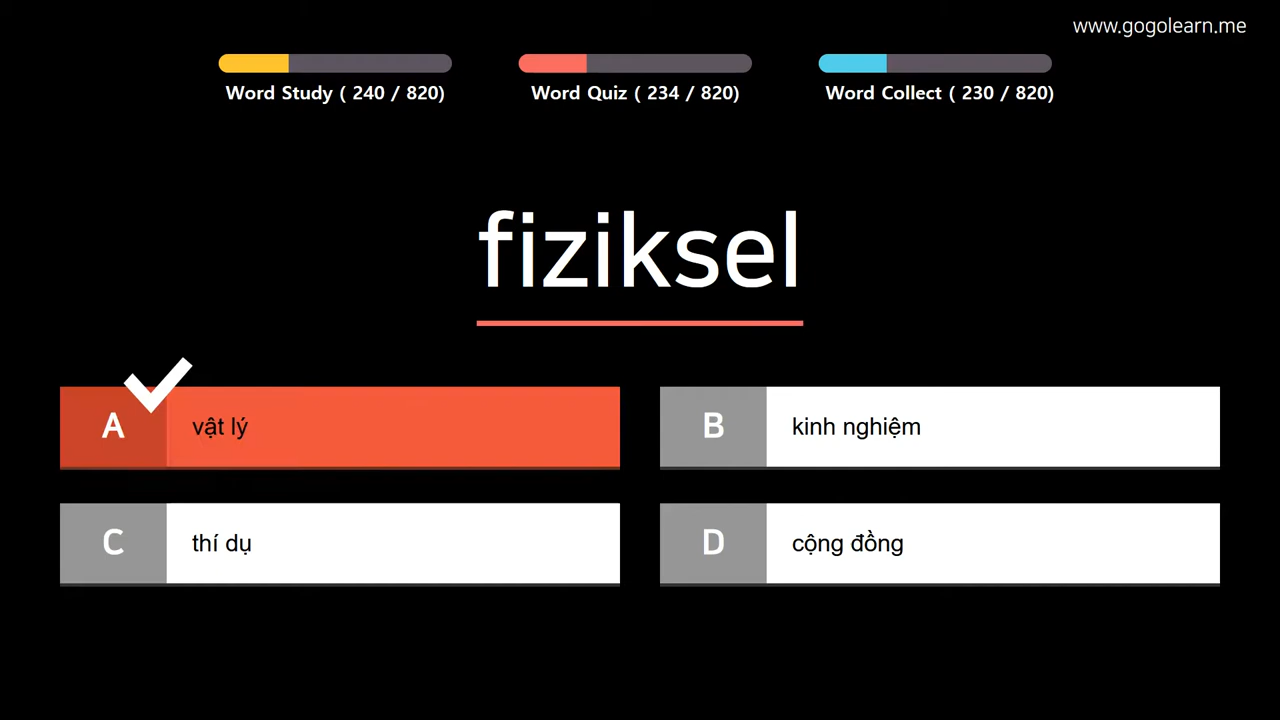 www.gogolearn.me
Word Study ( 240 / 820)
Word Quiz ( 234 / 820)
Word Collect ( 230 / 820)
fiziksel
A vật lý
B kinh nghiệm
C thí dụ
D cộng đồng